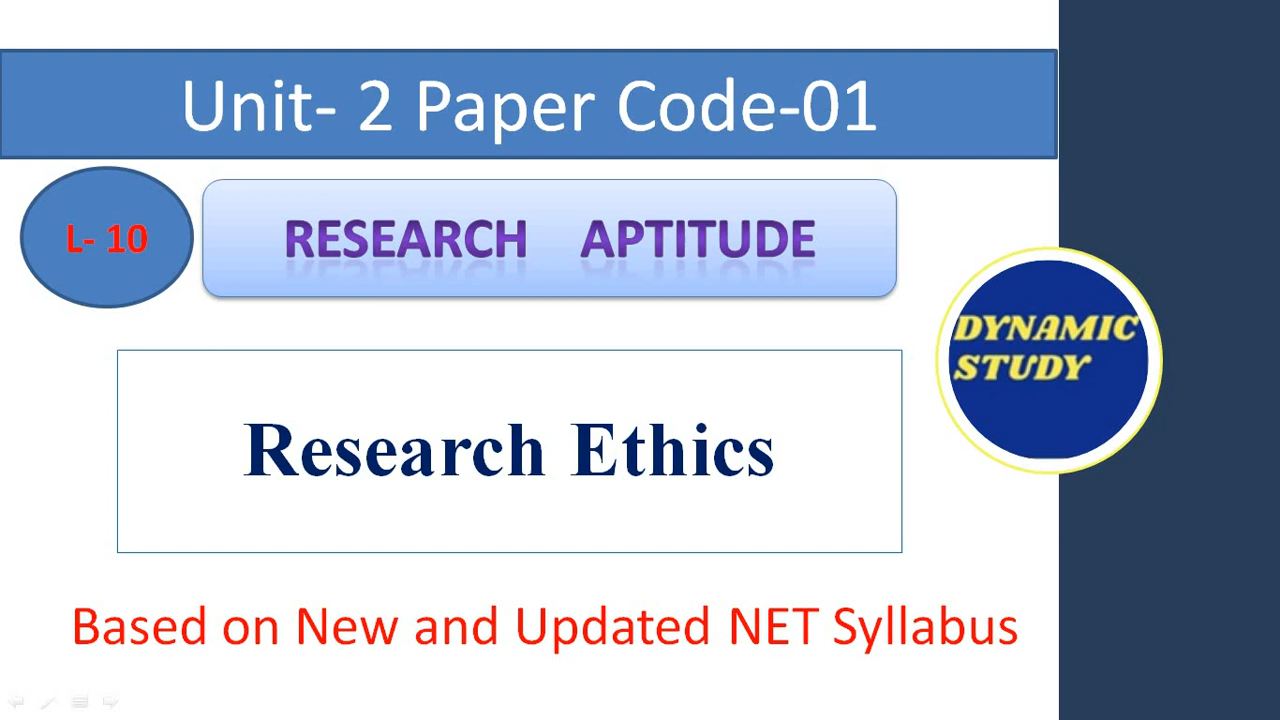 Unit- 2 Paper Code-01
L- 10
RESEARCH APTITUDE
DYNAMIC
STUDY
Research Ethics
Based on New and Updated NET Syllabus